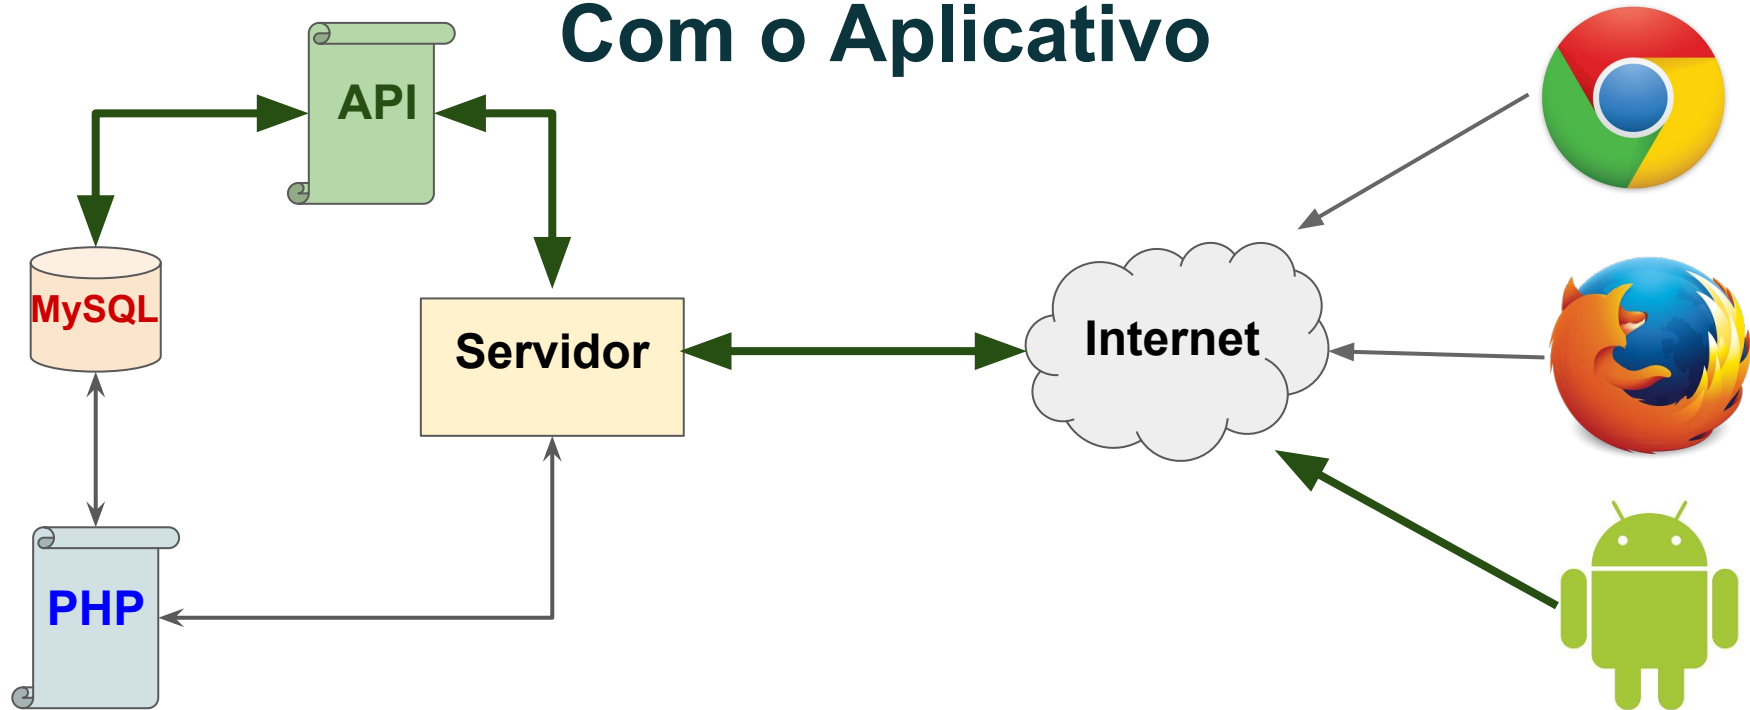 Com o Aplicativo
API
MySQL
Servidor
Internet
PHP